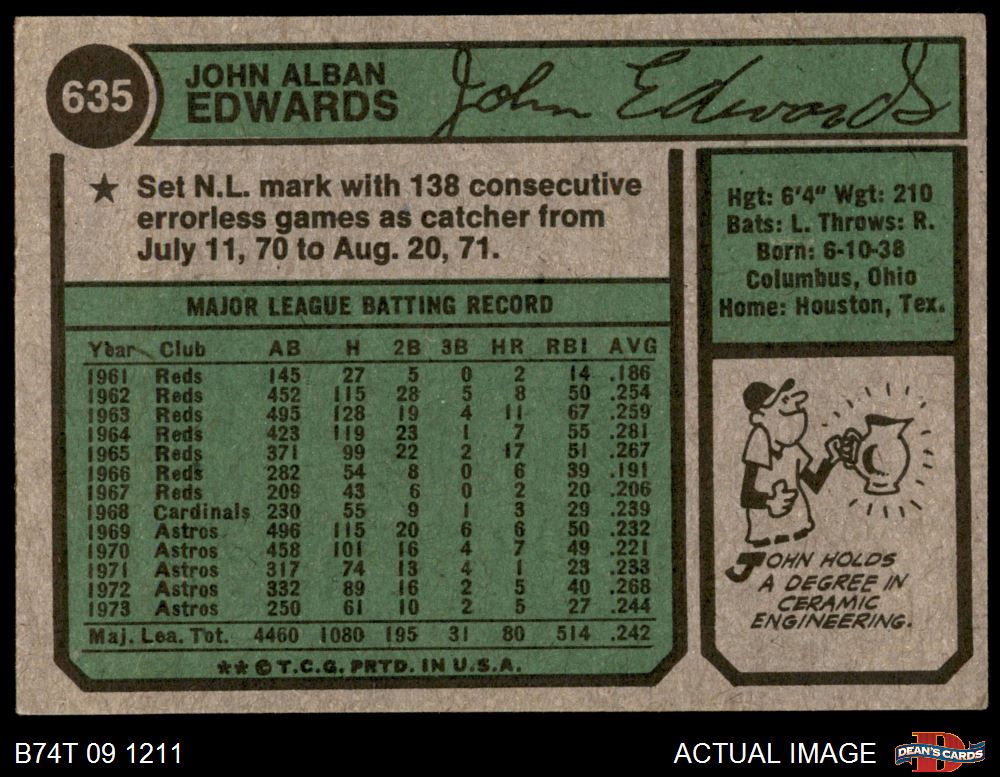 635
JOHN ALBAN
EDWARDS
John Edwards
★ Set N.L. mark with 138 consecutive
errorless games as catcher from
July 11, 70 to Aug. 20, 71.
Hgt: 6'4" Wgt: 210
Bats: L. Throws: R.
Born: 6-10-38
Columbus, Ohio
Home: Houston, Tex.
MAJOR LEAGUE BATTING RECORD
Year Club AB H 2B 3B HR RBI AVG
1961 Reds 145 27 5 0 2 14 .186
1962 Reds 452 115 28 5 8 50 .254
1963 Reds 495 128 19 4 11 67 .259
1964 Reds 423 119 23 1 7 55 .281
1965 Reds 371 99 22 2 17 51 .267
1966 Reds 282 54 8 0 6 39 .191
1967 Reds 209 43 6 0 2 20 .206
1968 Cardinals 230 55 9 1 3 29 .239
1969 Astros 496 115 20 6 6 50 .232
1970 Astros 458 101 16 4 7 49 .221
1971 Astros 317 74 13 4 1 23 .233
1972 Astros 332 89 16 2 5 40 .268
1973 Astros 250 61 10 2 5 27 .244
Maj. Lea. Tot. 4460 1080 195 31 80 514 .242
★★ © T.C.G. PRTD. IN U.S.A.
JOHN HOLDS
A DEGREE IN
CERAMIC
ENGINEERING.
B74T 09 1211
ACTUAL IMAGE
D
DEAN'S CARDS